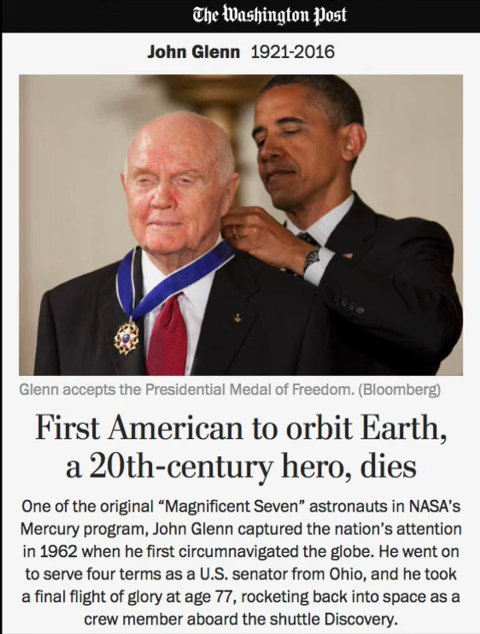 The Washington Post
John Glenn 1921-2016
Glenn accepts the Presidential Medal of Freedom. (Bloomberg)
First American to orbit Earth,
a 20th-century hero, dies
One of the original “Magnificent Seven” astronauts in NASA’s
Mercury program, John Glenn captured the nation’s attention
in 1962 when he first circumnavigated the globe. He went on
to serve four terms as a U.S. senator from Ohio, and he took
a final flight of glory at age 77, rocketing back into space as a
crew member aboard the shuttle Discovery.